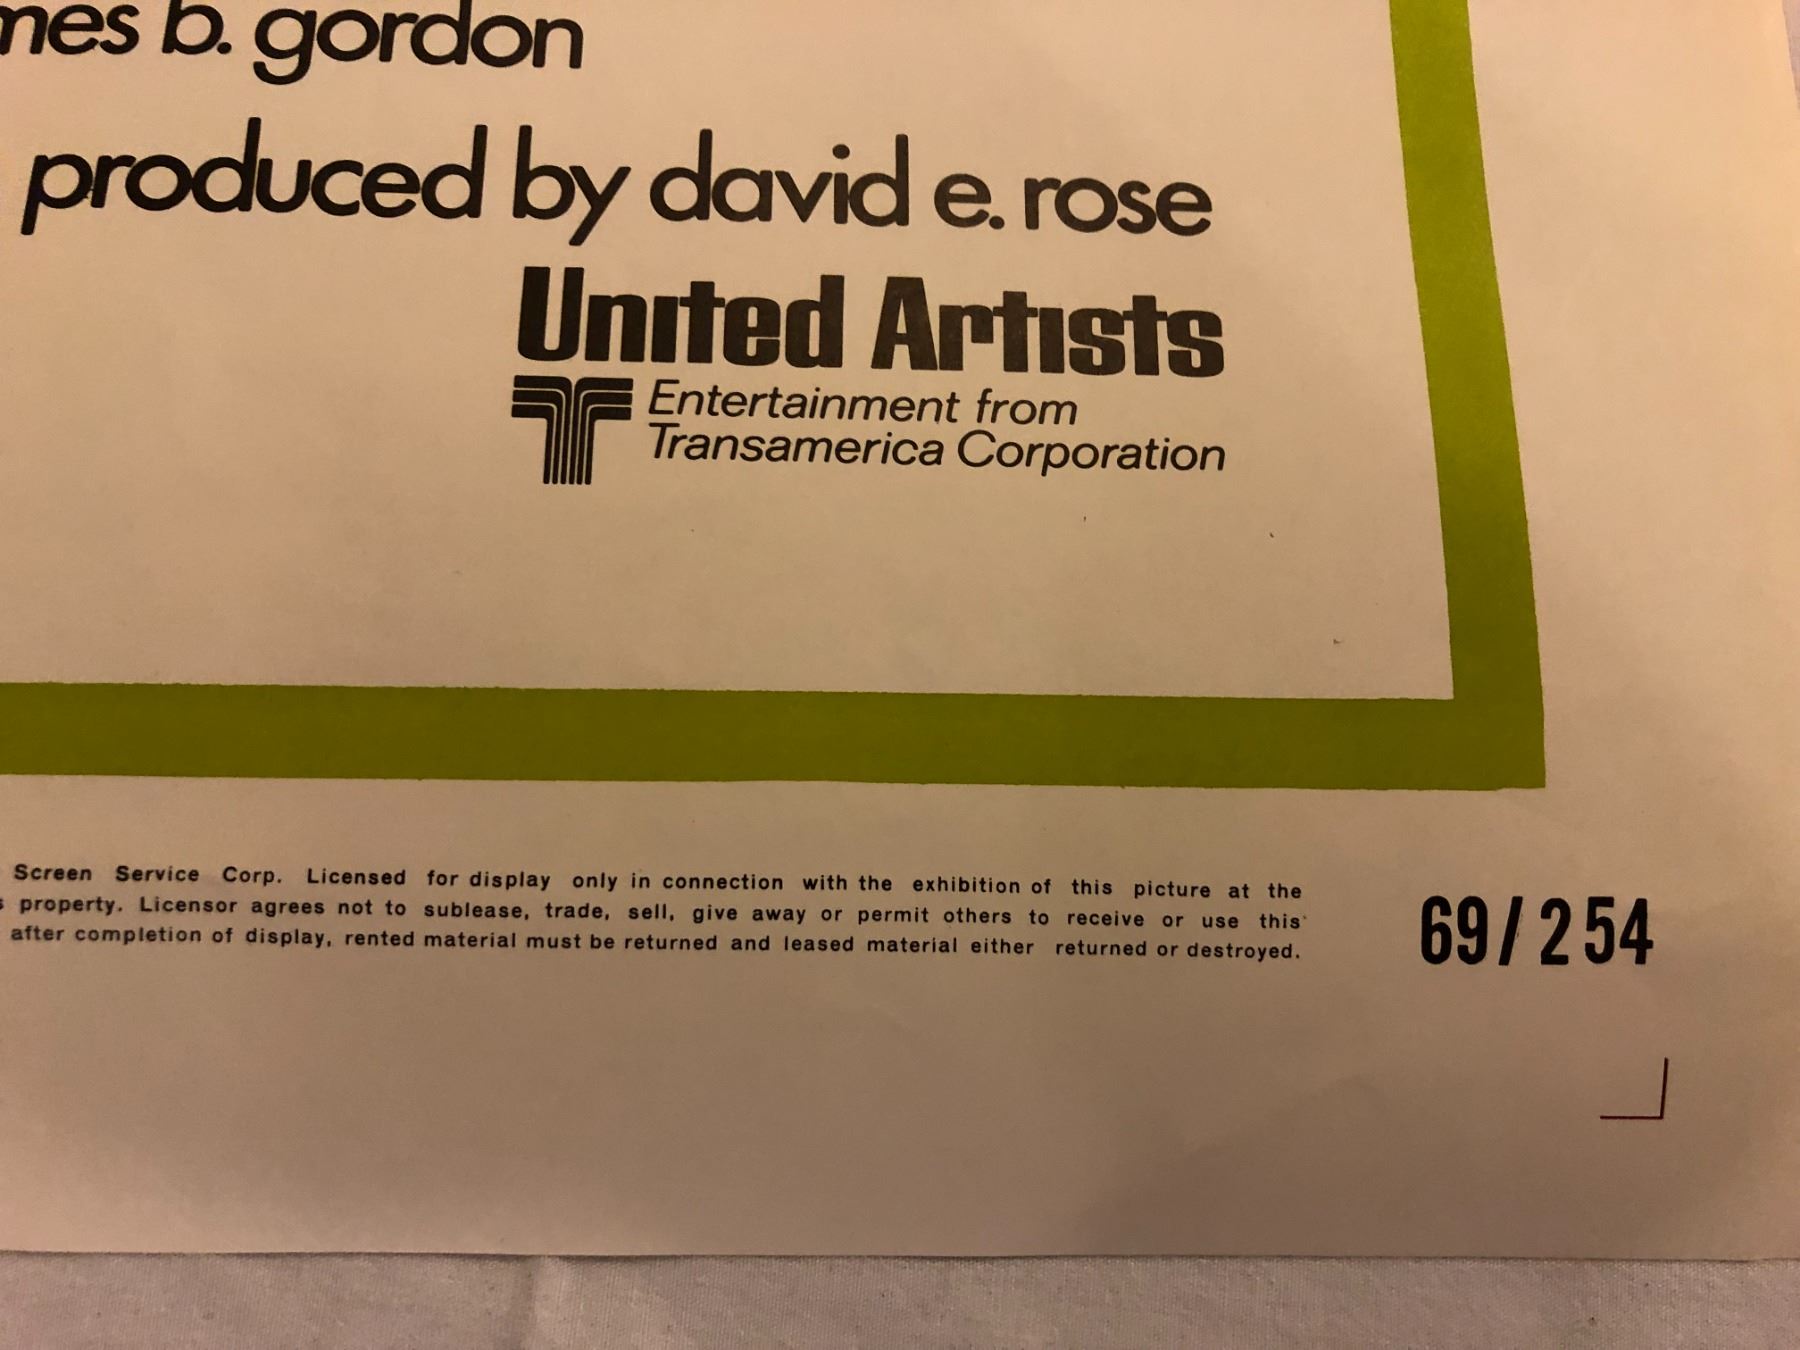 b. gordon
produced by david e. rose
United Artists
Entertainment from
Transamerica Corporation
Screen Service Corp. Licensed for display only in connection with the exhibition of this picture at the
property. Licensor agrees not to sublease, trade, sell, give away or permit others to receive or use this
after completion of display, rented material must be returned and leased material either returned or destroyed.
69/254